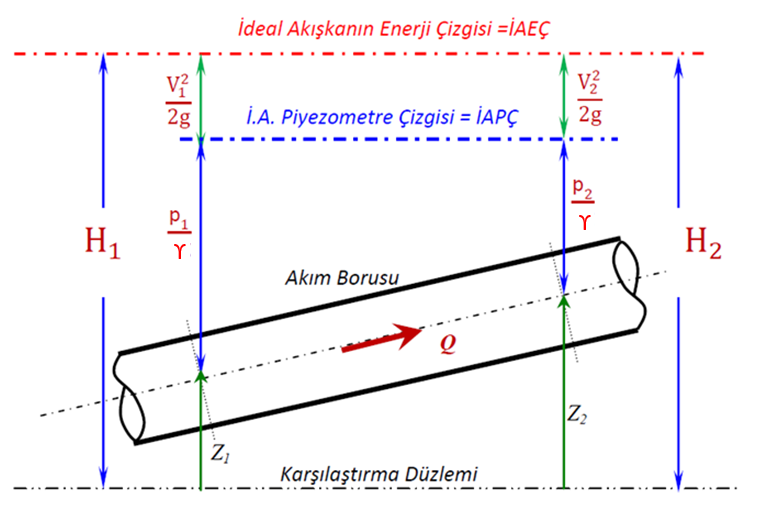 İdeal Akışkanın Enerji Çizgisi =İAEÇ
V₁²
2g
V₂²
2g
İ.A. Piyezometre Çizgisi = İAPÇ
p₁
γ
p₂
γ
H₁
H₂
Akım Borusu
Q
Z₁
Z₂
Karşılaştırma Düzlemi